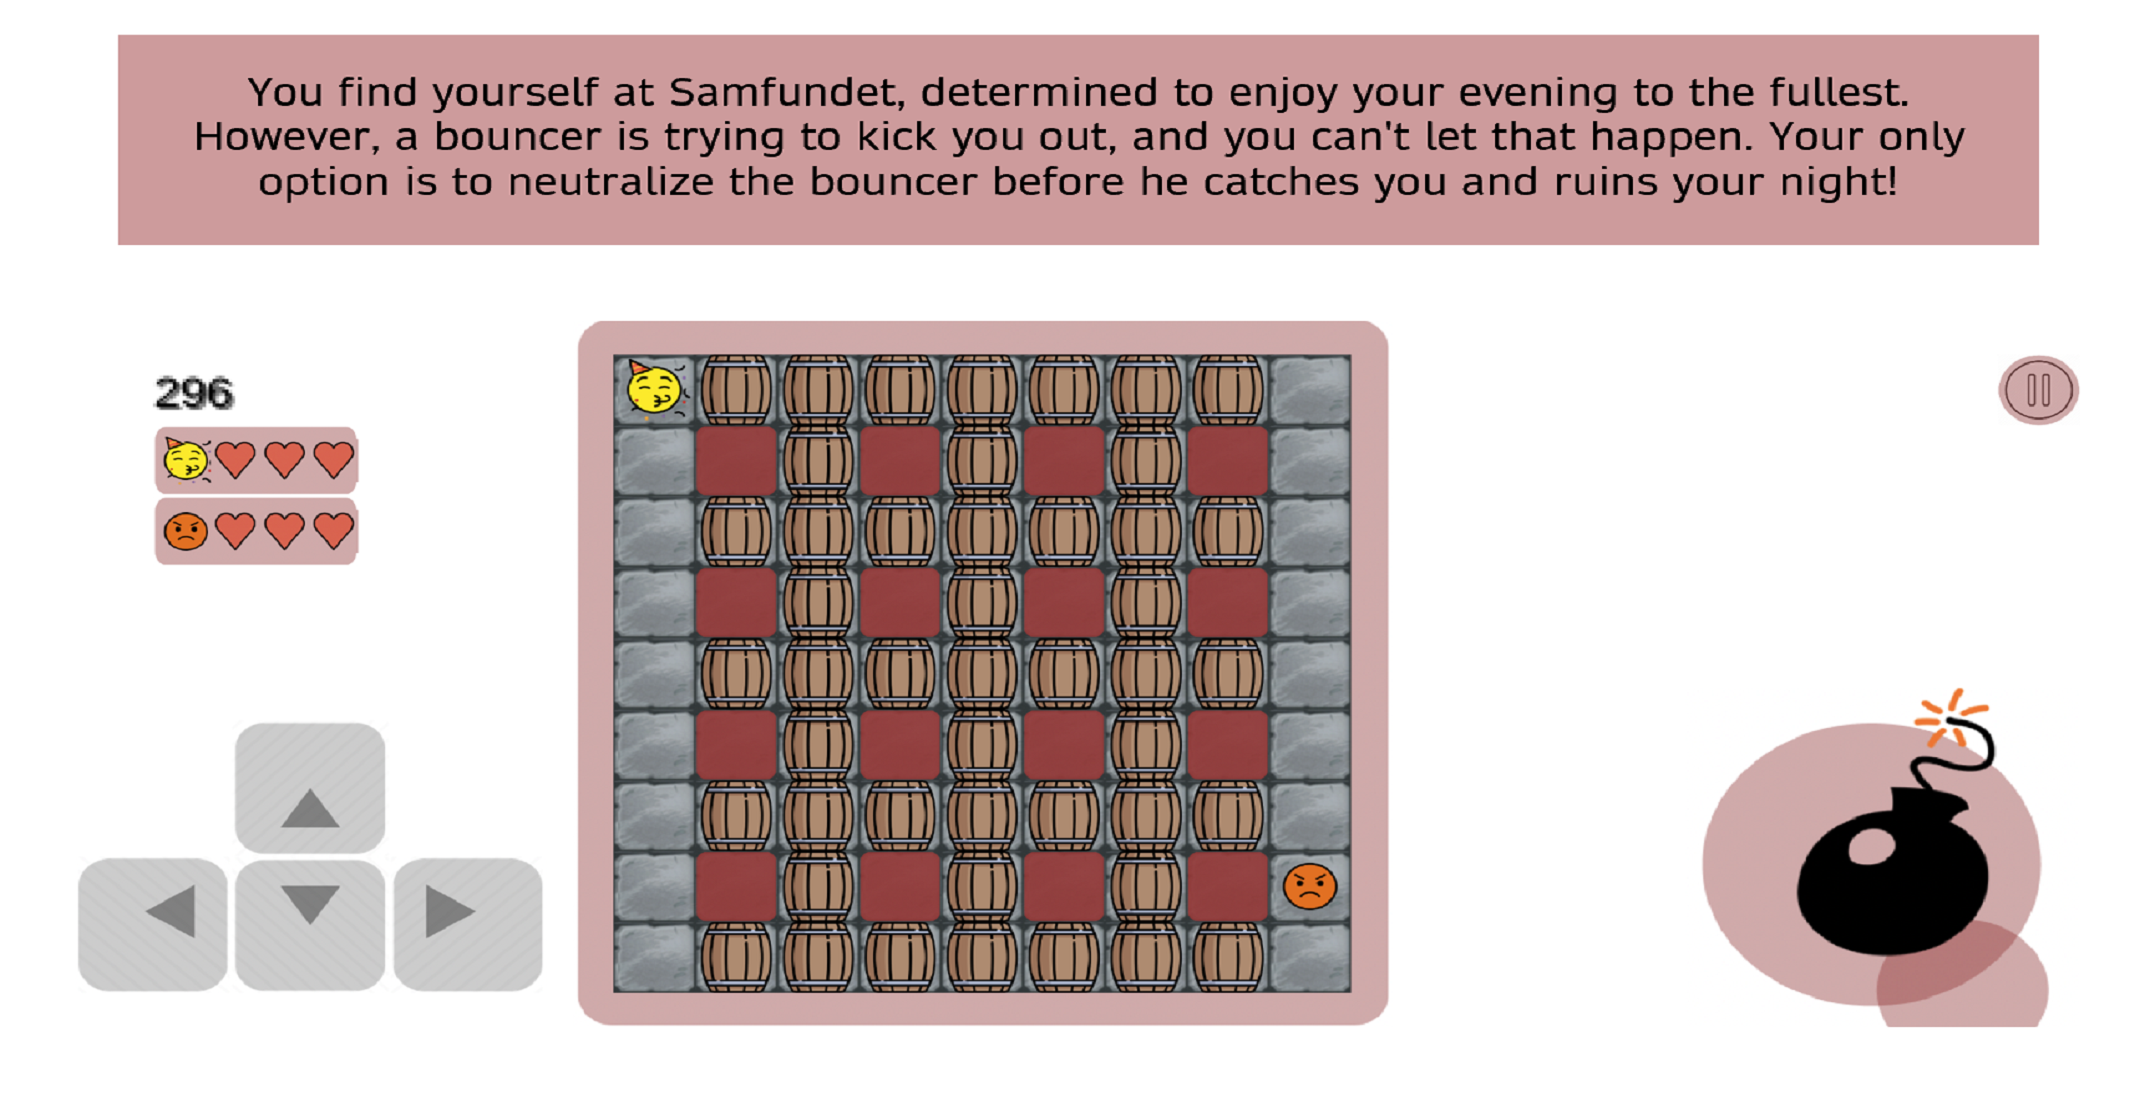 You find yourself at Samfundet, determined to enjoy your evening to the fullest.
However, a bouncer is trying to kick you out, and you can't let that happen. Your only
option is to neutralize the bouncer before he catches you and ruins your night!
296